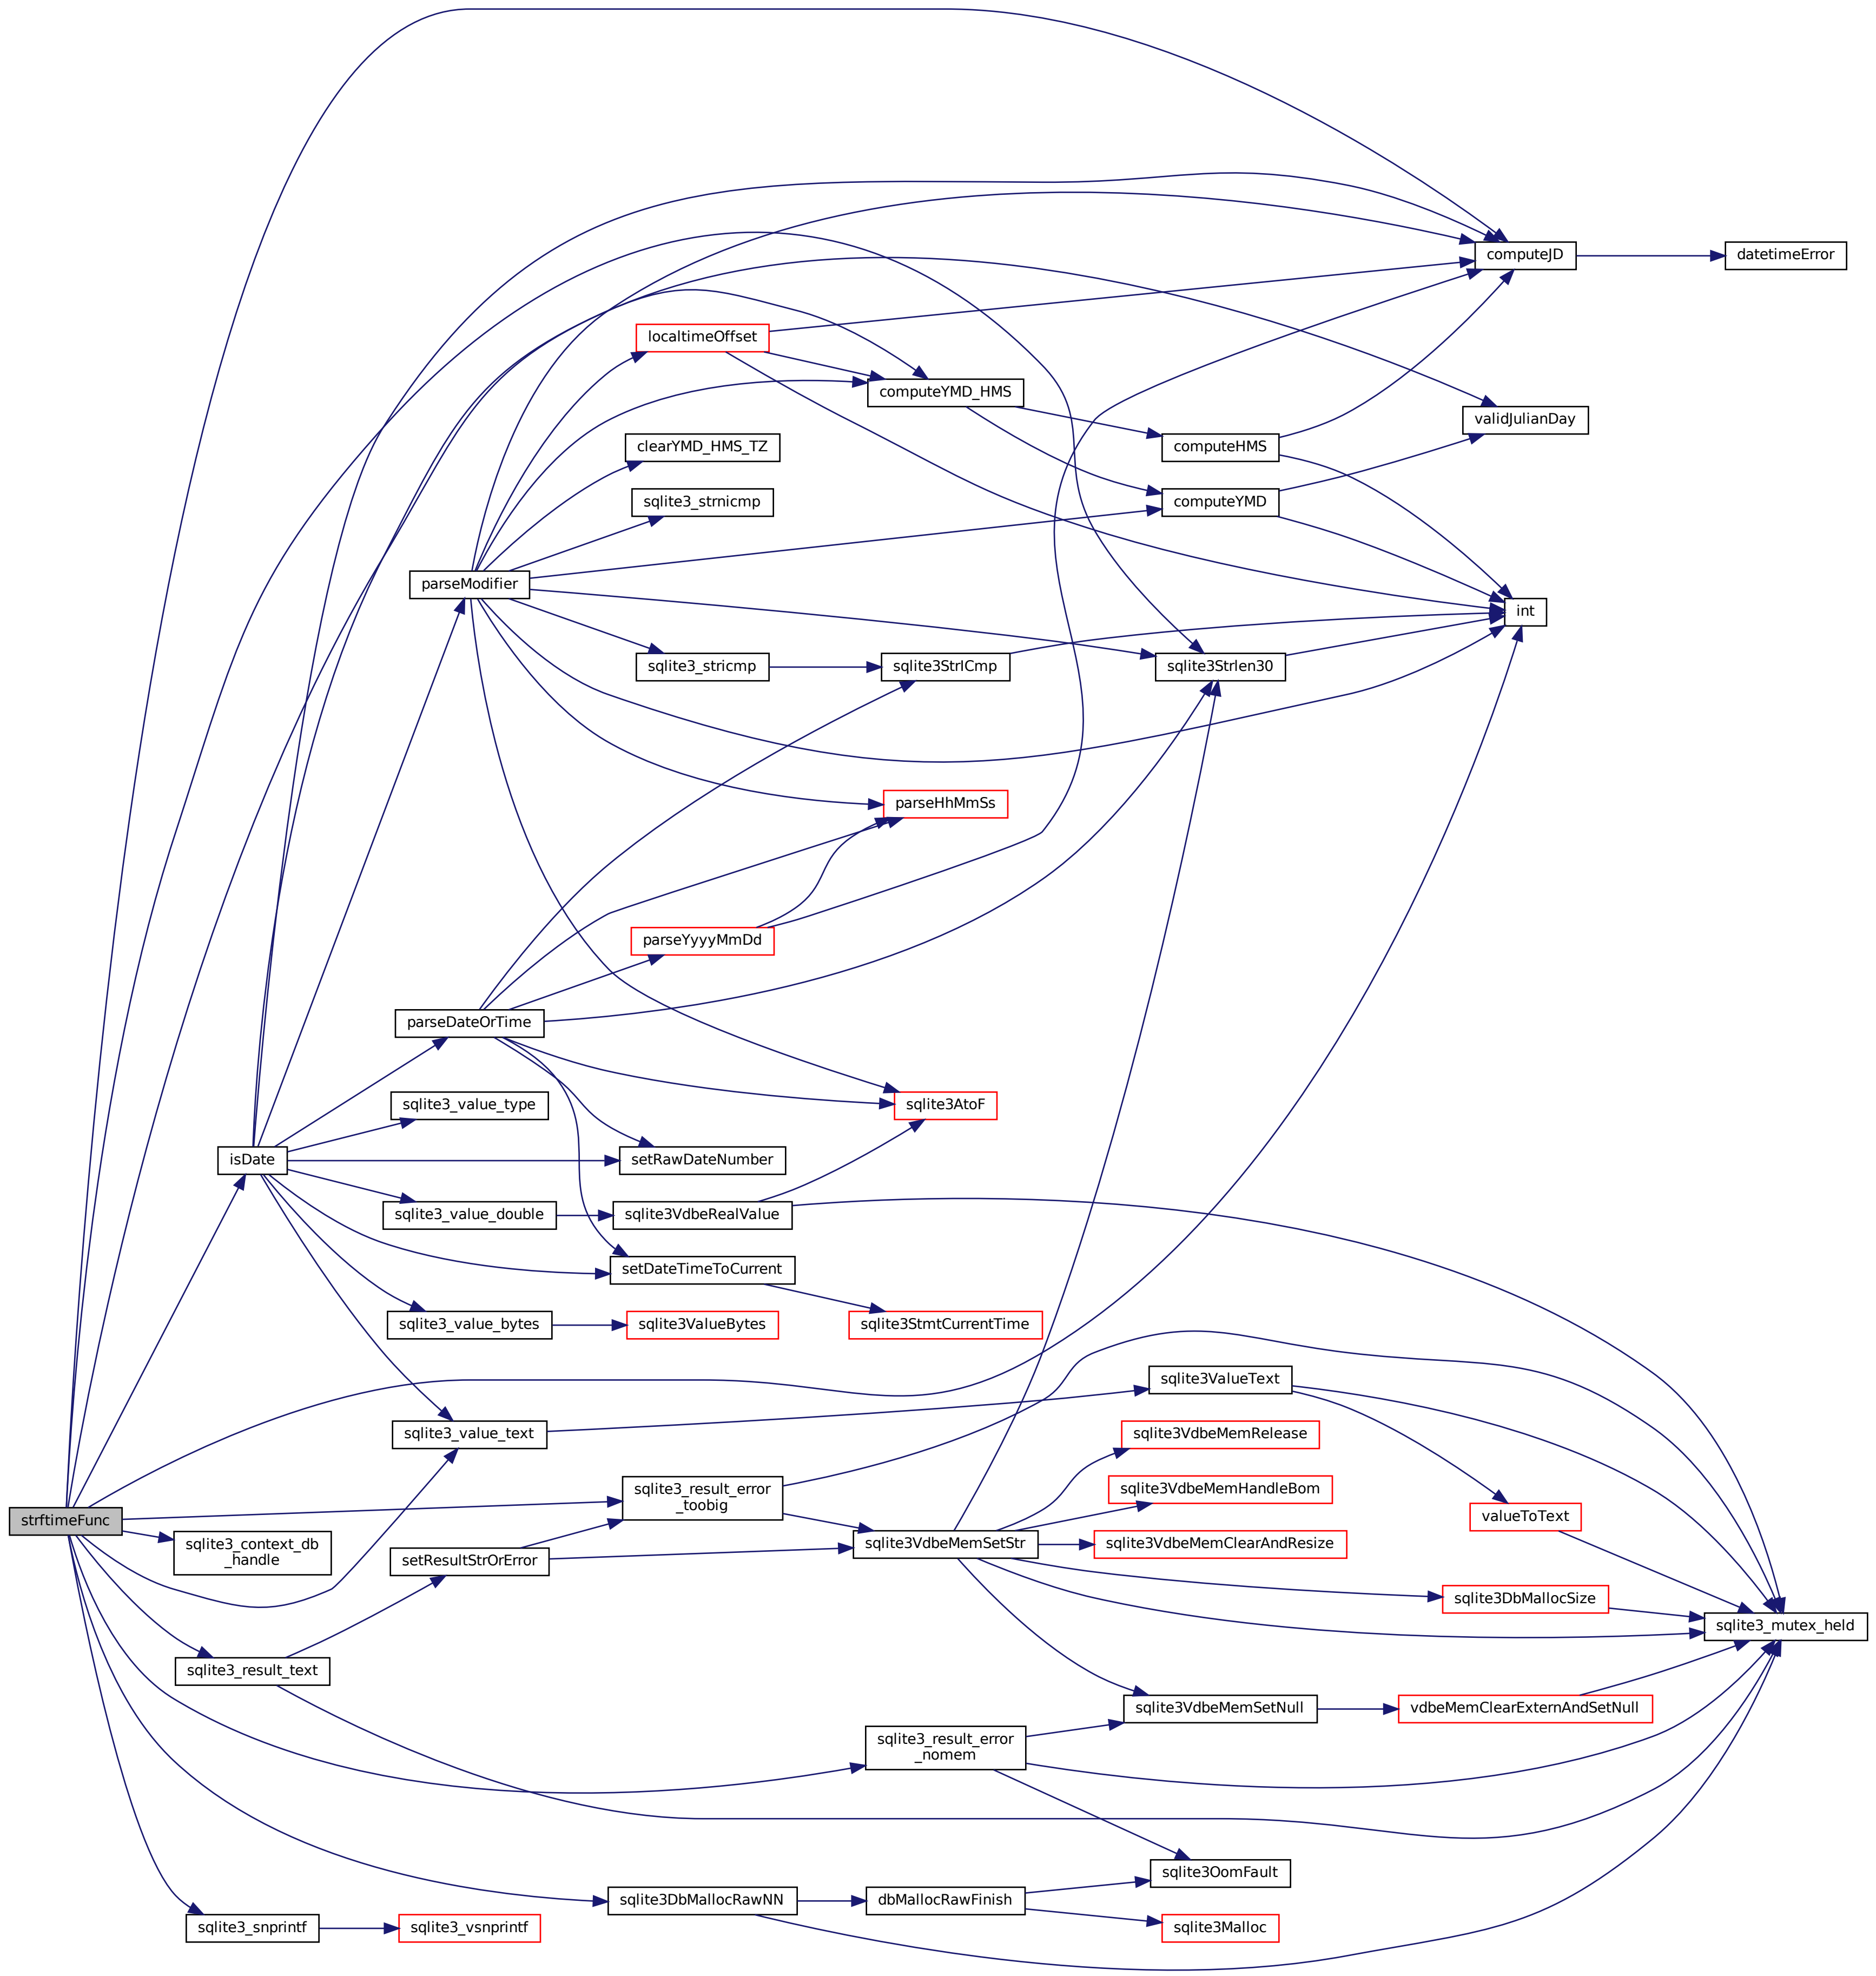 computeJD
datetimeError
localtimeOffset
computeYMD_HMS
validJulianDay
clearYMD_HMS_TZ
computeHMS
sqlite3_strnicmp
computeYMD
parseModifier
int
sqlite3_stricmp
sqlite3StrICmp
sqlite3Strlen30
parseHhMmSs
parseYyyyMmDd
parseDateOrTime
sqlite3_value_type
sqlite3AtoF
isDate
setRawDateNumber
sqlite3_value_double
sqlite3VdbeRealValue
setDateTimeToCurrent
sqlite3_value_bytes
sqlite3ValueBytes
sqlite3StmtCurrentTime
sqlite3ValueText
sqlite3_value_text
sqlite3VdbeMemRelease
sqlite3_result_error
_toobig
sqlite3VdbeMemHandleBom
valueToText
strftimeFunc
sqlite3_context_db
_handle
setResultStrOrError
sqlite3VdbeMemSetStr
sqlite3VdbeMemClearAndResize
sqlite3DbMallocSize
sqlite3_mutex_held
sqlite3_result_text
sqlite3VdbeMemSetNull
vdbeMemClearExternAndSetNull
sqlite3_result_error
_nomem
sqlite3OomFault
sqlite3DbMallocRawNN
dbMallocRawFinish
sqlite3_snprintf
sqlite3_vsnprintf
sqlite3Malloc